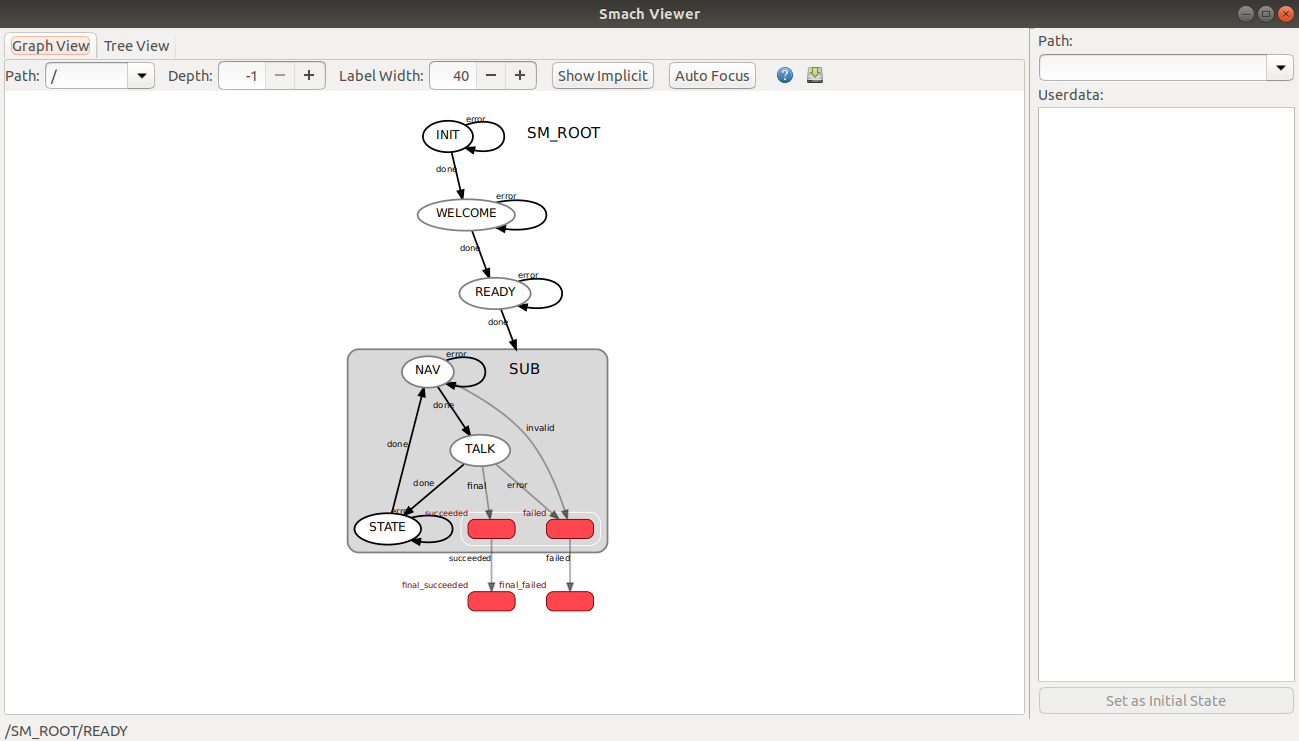 Smach Viewer
Graph View Tree View
Path: / Depth: -1 − + Label Width: 40 − + Show Implicit Auto Focus ?
Path:
Userdata:
error
INIT
SM_ROOT
done
error
WELCOME
done
error
READY
done
error
NAV
SUB
done
invalid
TALK
done
done
final
error
error
succeeded
failed
STATE
succeeded
failed
final_succeeded
final_failed
Set as Initial State
/SM_ROOT/READY